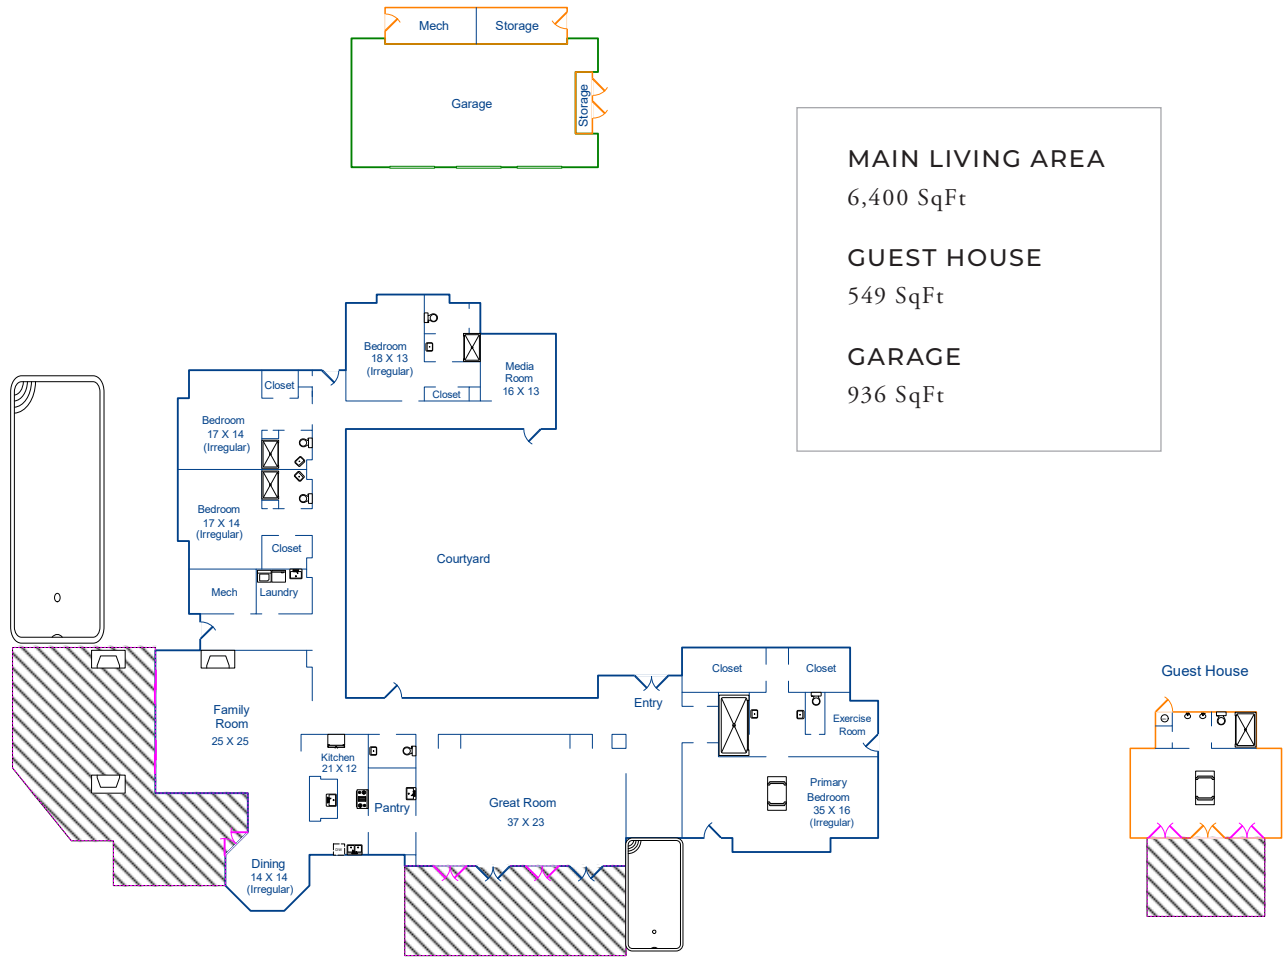 Mech
Storage
Garage
Storage
MAIN LIVING AREA
6,400 SqFt
GUEST HOUSE
549 SqFt
GARAGE
936 SqFt
Bedroom
18 X 13
(Irregular)
Media
Room
16 X 13
Closet
Closet
Bedroom
17 X 14
(Irregular)
Bedroom
17 X 14
(Irregular)
Closet
Mech
Laundry
Courtyard
Closet
Closet
Entry
Exercise
Room
Guest House
Family
Room
25 X 25
Kitchen
21 X 12
Pantry
Great Room
37 X 23
Primary
Bedroom
35 X 16
(Irregular)
Dining
14 X 14
(Irregular)